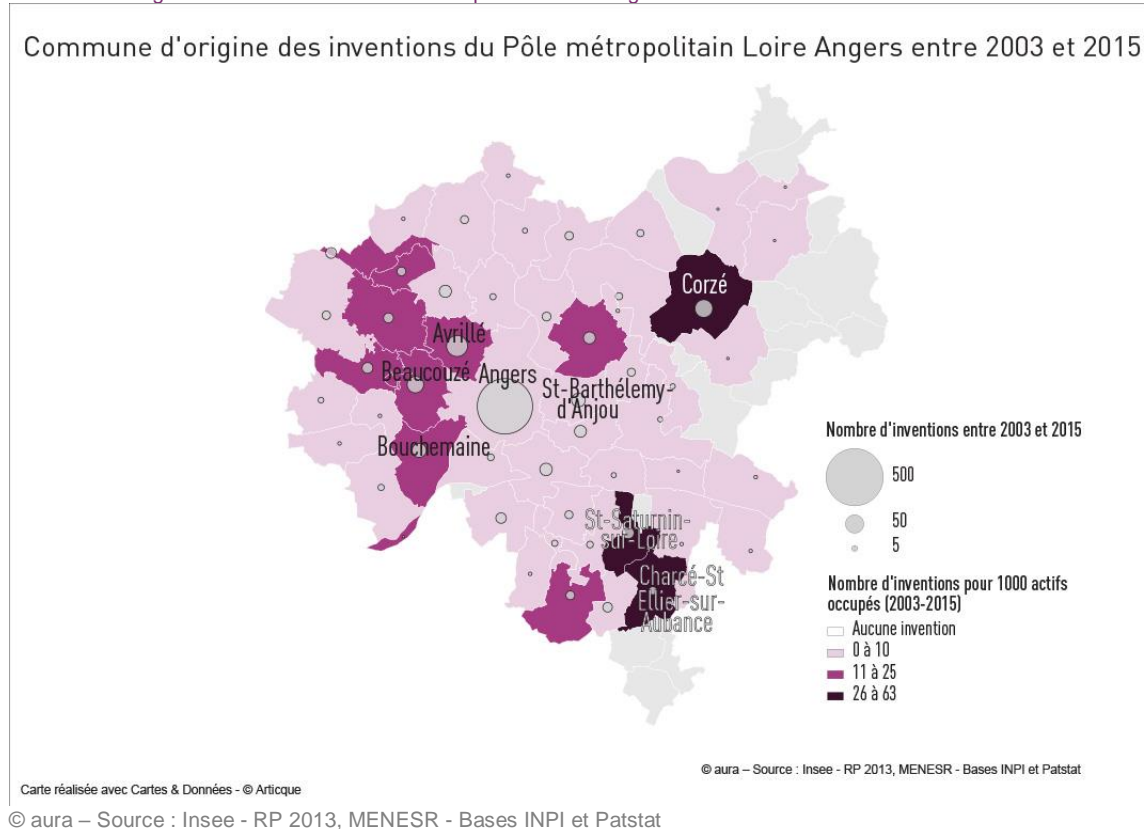 Commune d'origine des inventions du Pôle métropolitain Loire Angers entre 2003 et 2015
Corzé
Avrillé
Beaucouzé
Angers
St-Barthélemy-
d'Anjou
Bouchemaine
St-Saturnin-
sur-Loire
Charcé-St
Ellier-sur-
Aubance
Nombre d'inventions entre 2003 et 2015
500
50
5
Nombre d'inventions pour 1000 actifs
occupés (2003-2015)
Aucune invention
0 à 10
11 à 25
26 à 63
© aura – Source : Insee - RP 2013, MENESR - Bases INPI et Patstat
Carte réalisée avec Cartes & Données - © Articque
© aura – Source : Insee - RP 2013, MENESR - Bases INPI et Patstat